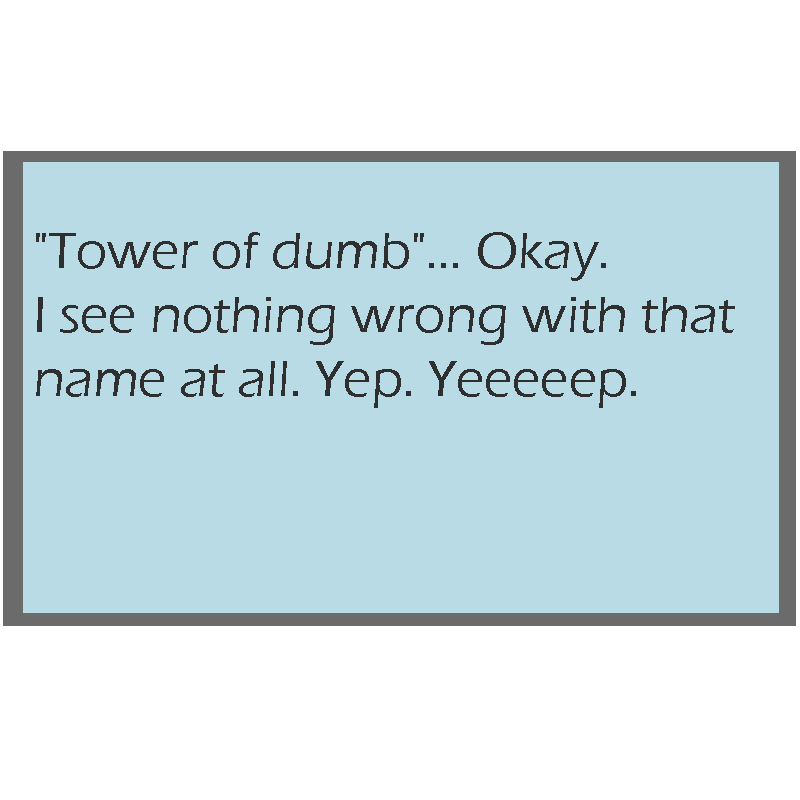 "Tower of dumb"... Okay.
I see nothing wrong with that
name at all. Yep. Yeeeeep.